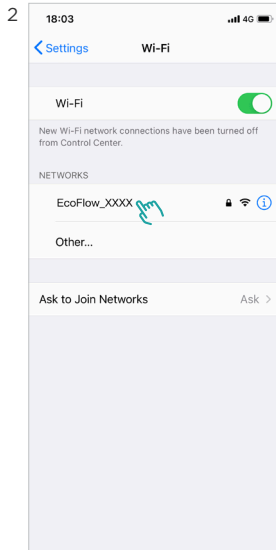 2
18:03 4G
Settings Wi-Fi
Wi-Fi
New Wi-Fi network connections have been turned off
from Control Center.
NETWORKS
EcoFlow_XXXX
Other...
Ask to Join Networks Ask